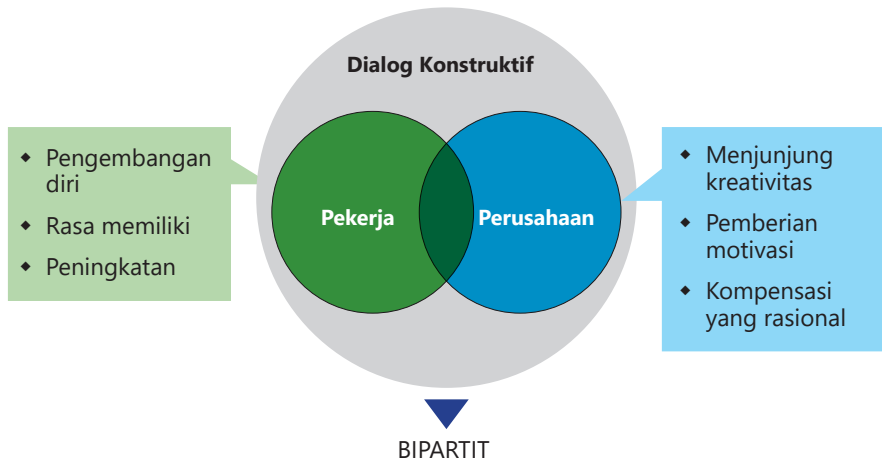 Dialog Konstruktif
◆ Pengembangan
diri
◆ Rasa memiliki
◆ Peningkatan
Pekerja
Perusahaan
◆ Menjunjung
kreativitas
◆ Pemberian
motivasi
◆ Kompensasi
yang rasional
BIPARTIT